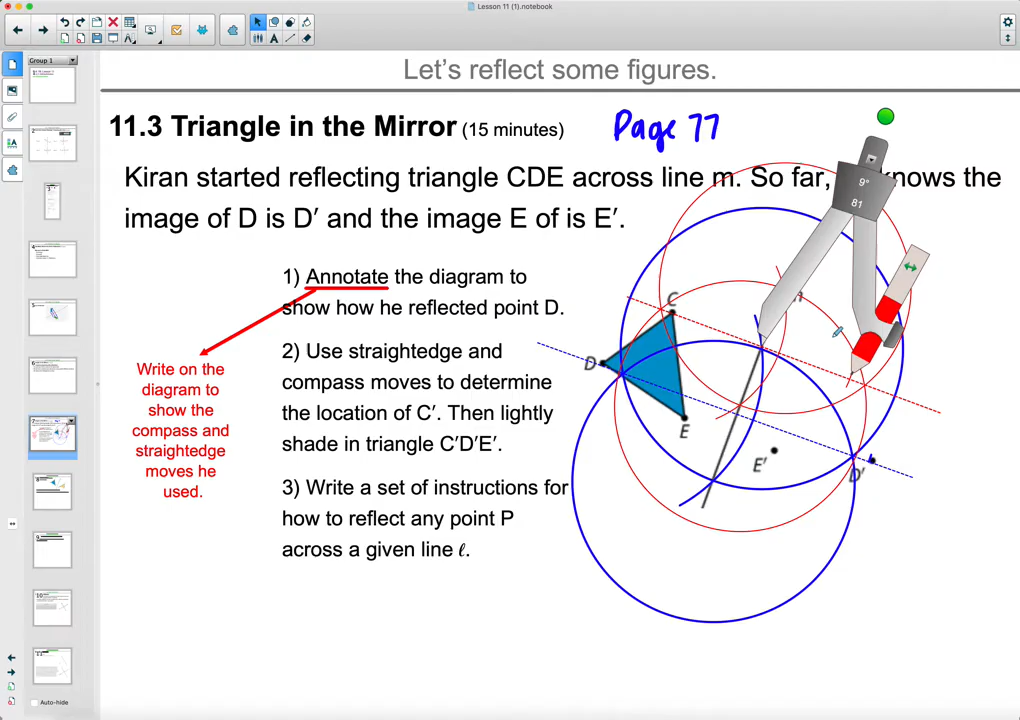 Lesson 11 (1).notebook
Group 1
Let's reflect some figures.
11.3 Triangle in the Mirror (15 minutes)
Page 77
Kiran started reflecting triangle CDE across line m. So far, knows the
image of D is D′ and the image E of is E′.
1) Annotate the diagram to
show how he reflected point D.
2) Use straightedge and
compass moves to determine
the location of C′. Then lightly
shade in triangle C′D′E′.
3) Write a set of instructions for
how to reflect any point P
across a given line ℓ.
Write on the
diagram to
show the
compass and
straightedge
moves he
used.
9°
81
C
D
E
E′
D′
Auto-hide